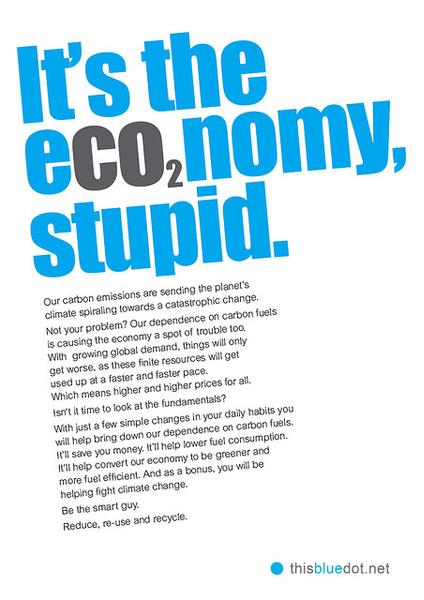 It's the
eCO2nomy,
stupid.
Our carbon emissions are sending the planet's
climate spiraling towards a catastrophic change.
Not your problem? Our dependence on carbon fuels
is causing the economy a spot of trouble too.
With growing global demand, things will only
get worse, as these finite resources will get
used up at a faster and faster pace.
Which means higher and higher prices for all.
Isn't it time to look at the fundamentals?
With just a few simple changes in your daily habits you
will help bring down our dependence on carbon fuels.
It'll save you money. It'll help lower fuel consumption.
It'll help convert our economy to be greener and
more fuel efficient. And as a bonus, you will be
helping fight climate change.
Be the smart guy.
Reduce, re-use and recycle.
thisbluedot.net